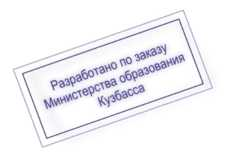 Разработано по заказу
Министерства образования
Кузбасса